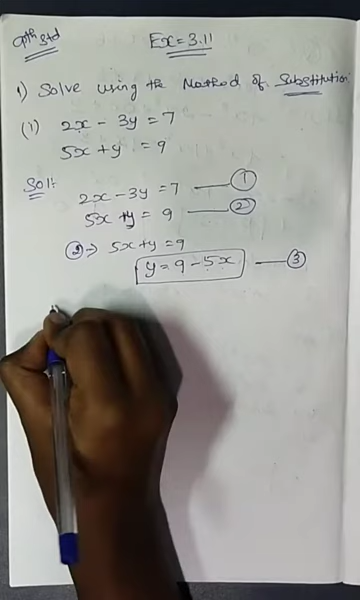 9th Std
Ex = 3.11
1) Solve using the Method of Substitution
(1) 2x - 3y = 7
5x + y = 9
Sol:
2x - 3y = 7 —— ①
5x + y = 9 —— ②
② => 5x + y = 9
y = 9 - 5x —— ③